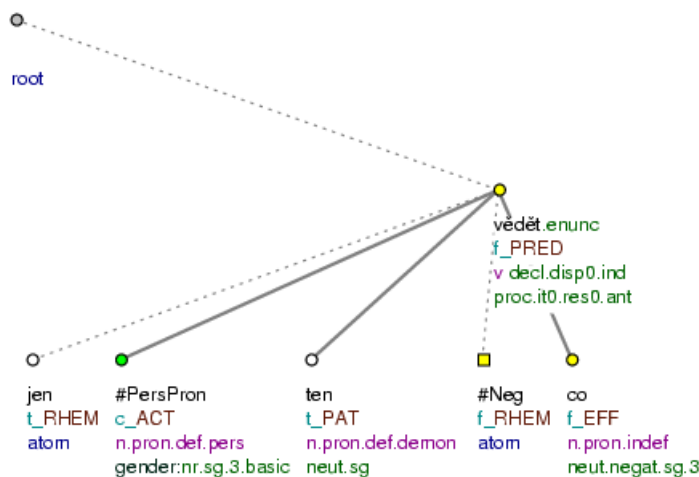 root
vědět.enunc
f_PRED
v decl.disp0.ind
proc.it0.res0.ant
jen #PersPron ten #Neg co
t_RHEM c_ACT t_PAT f_RHEM f_EFF
atom n.pron.def.pers n.pron.def.demon atom n.pron.indef
gender:nr.sg.3.basic neut.sg neut.negat.sg.3